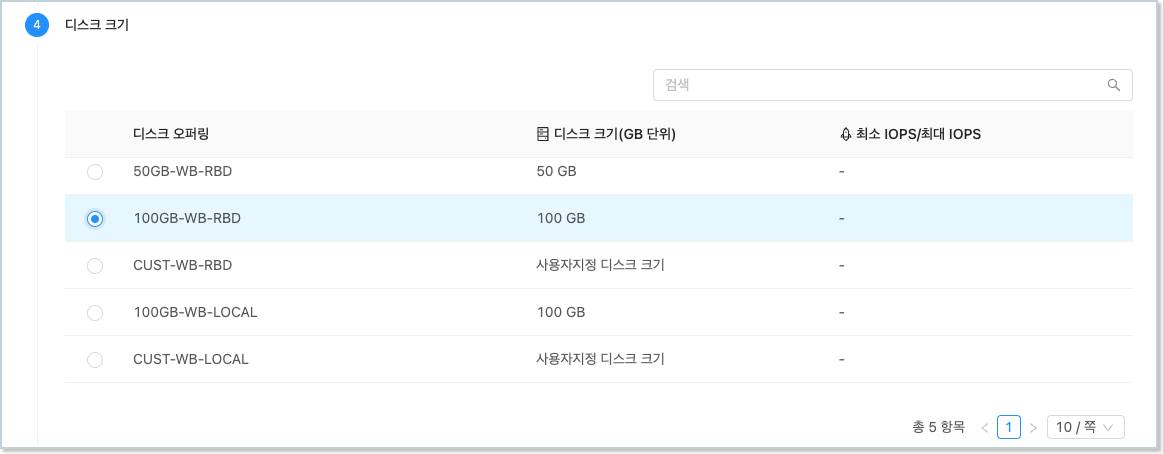 4 디스크 크기
검색
디스크 오퍼링 디스크 크기(GB 단위) 최소 IOPS/최대 IOPS
50GB-WB-RBD 50 GB -
100GB-WB-RBD 100 GB -
CUST-WB-RBD 사용자지정 디스크 크기 -
100GB-WB-LOCAL 100 GB -
CUST-WB-LOCAL 사용자지정 디스크 크기 -
총 5 항목 < 1 > 10 / 쪽